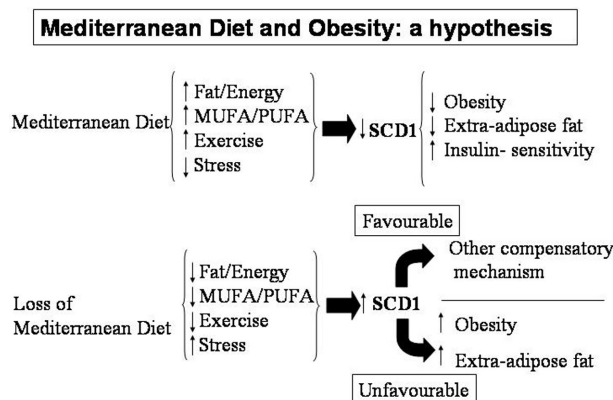 Mediterranean Diet and Obesity: a hypothesis
Mediterranean Diet
↑ Fat/Energy
↑ MUFA/PUFA
↑ Exercise
↓ Stress
↓ SCD1
↓ Obesity
↓ Extra-adipose fat
↑ Insulin- sensitivity
Loss of
Mediterranean Diet
↓ Fat/Energy
↓ MUFA/PUFA
↓ Exercise
↑ Stress
↑ SCD1
Favourable
Other compensatory
mechanism
↑ Obesity
↑ Extra-adipose fat
Unfavourable